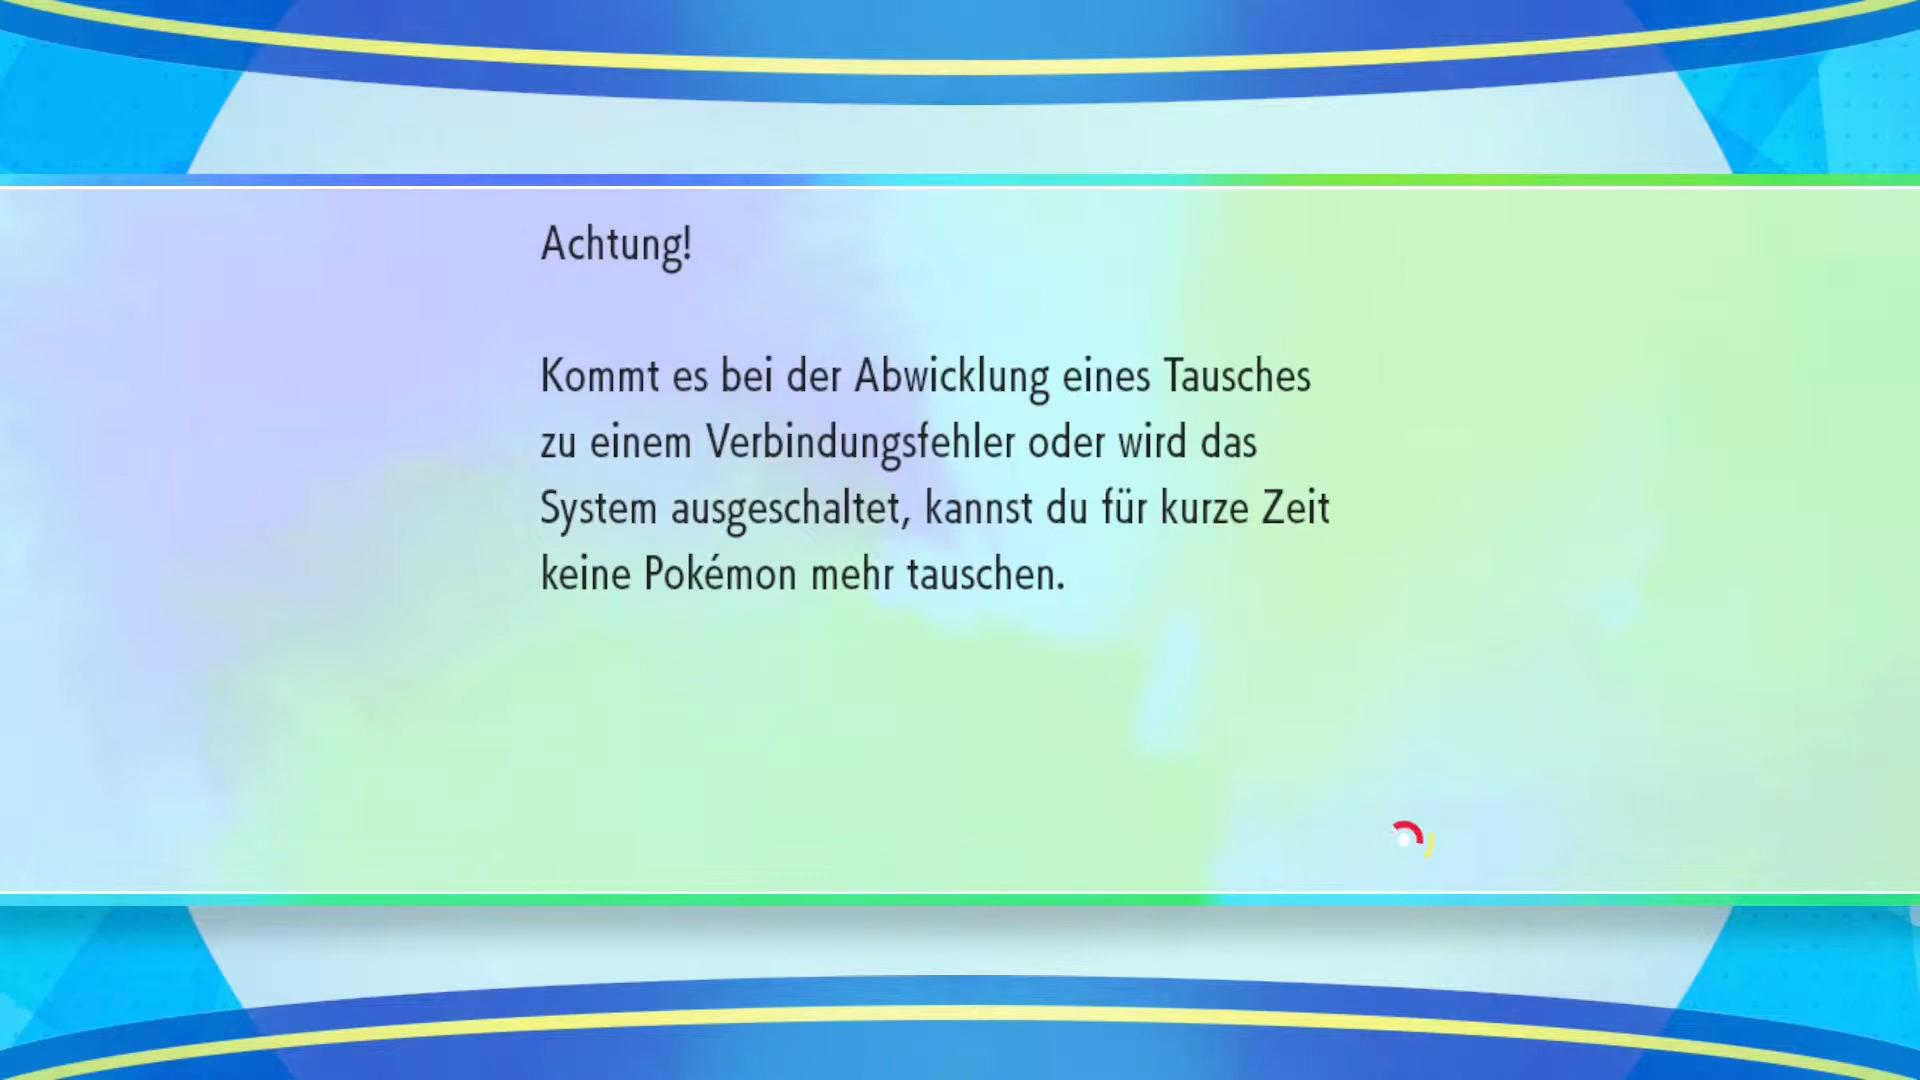 Achtung!
Kommt es bei der Abwicklung eines Tausches
zu einem Verbindungsfehler oder wird das
System ausgeschaltet, kannst du für kurze Zeit
keine Pokémon mehr tauschen.